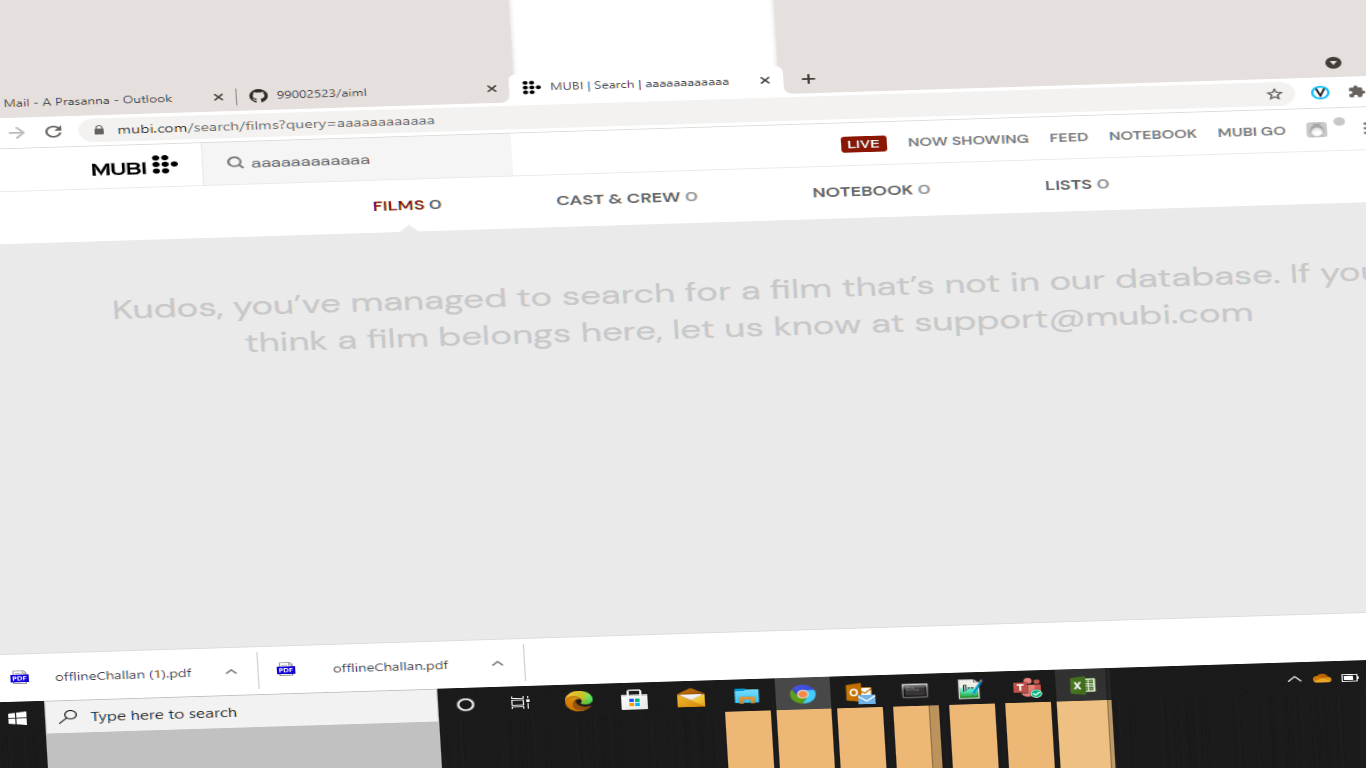 Mail - A Prasanna - Outlook
99002523/aiml
MUBI | Search | aaaaaaaaaaaa
mubi.com/search/films?query=aaaaaaaaaaaa
MUBI
aaaaaaaaaaaa
LIVE NOW SHOWING FEED NOTEBOOK MUBI GO
FILMS 0 CAST & CREW 0 NOTEBOOK 0 LISTS 0
Kudos, you've managed to search for a film that's not in our database. If you
think a film belongs here, let us know at support@mubi.com
PDF offlineChallan (1).pdf PDF offlineChallan.pdf
Type here to search